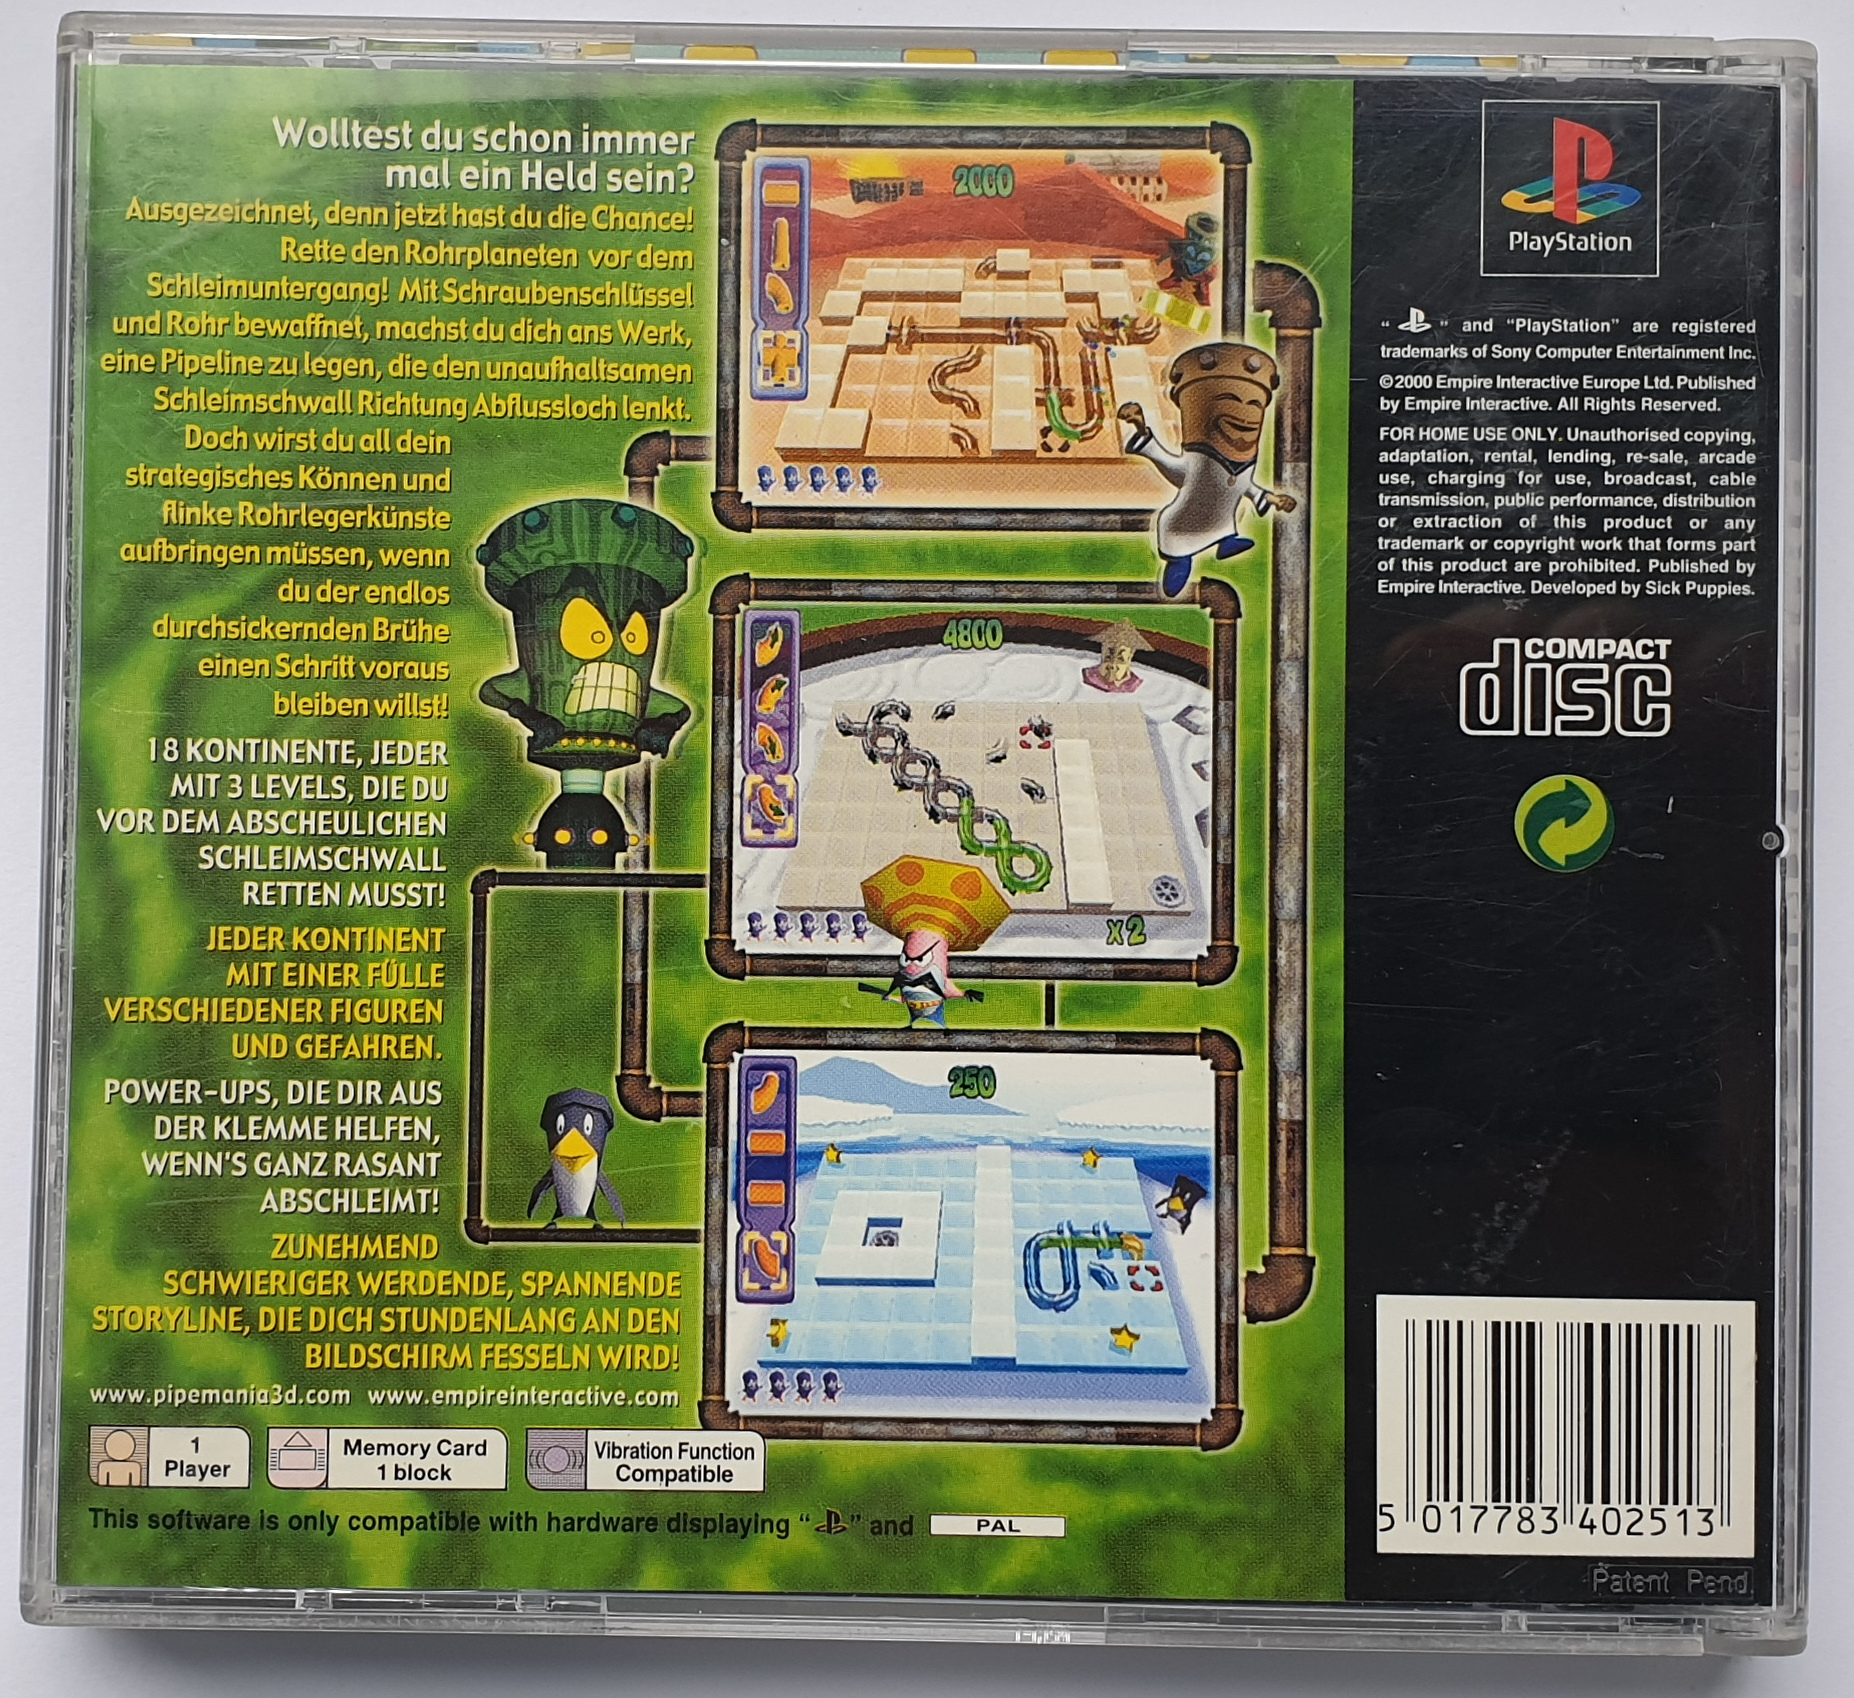 Wolltest du schon immer
mal ein Held sein?
Ausgezeichnet, denn jetzt hast du die Chance!
Rette den Rohrplaneten vor dem
Schleimuntergang! Mit Schraubenschlüssel
und Rohr bewaffnet, machst du dich ans Werk,
eine Pipeline zu legen, die den unaufhaltsamen
Schleimschwall Richtung Abflussloch lenkt.
Doch wirst du all dein
strategisches Können und
flinke Rohrlegerkünste
aufbringen müssen, wenn
du der endlos
durchsickernden Brühe
einen Schritt voraus
bleiben willst!
18 KONTINENTE, JEDER
MIT 3 LEVELS, DIE DU
VOR DEM ABSCHEULICHEN
SCHLEIMSCHWALL
RETTEN MUSST!
JEDER KONTINENT
MIT EINER FÜLLE
VERSCHIEDENER FIGUREN
UND GEFAHREN.
POWER-UPS, DIE DIR AUS
DER KLEMME HELFEN,
WENN'S GANZ RASANT
ABSCHLEIMT!
ZUNEHMEND
SCHWIERIGER WERDENDE, SPANNENDE
STORYLINE, DIE DICH STUNDENLANG AN DEN
BILDSCHIRM FESSELN WIRD!
www.pipemania3d.com www.empireinteractive.com
1
Player
Memory Card
1 block
Vibration Function
Compatible
This software is only compatible with hardware displaying " " and PAL
2000
4800
x2
250
PlayStation
" " and "PlayStation" are registered
trademarks of Sony Computer Entertainment Inc.
©2000 Empire Interactive Europe Ltd. Published
by Empire Interactive. All Rights Reserved.
FOR HOME USE ONLY. Unauthorised copying,
adaptation, rental, lending, re-sale, arcade
use, charging for use, broadcast, cable
transmission, public performance, distribution
or extraction of this product or any
trademark or copyright work that forms part
of this product are prohibited. Published by
Empire Interactive. Developed by Sick Puppies.
COMPACT
disc
5 017783 402513
Patent Pend.